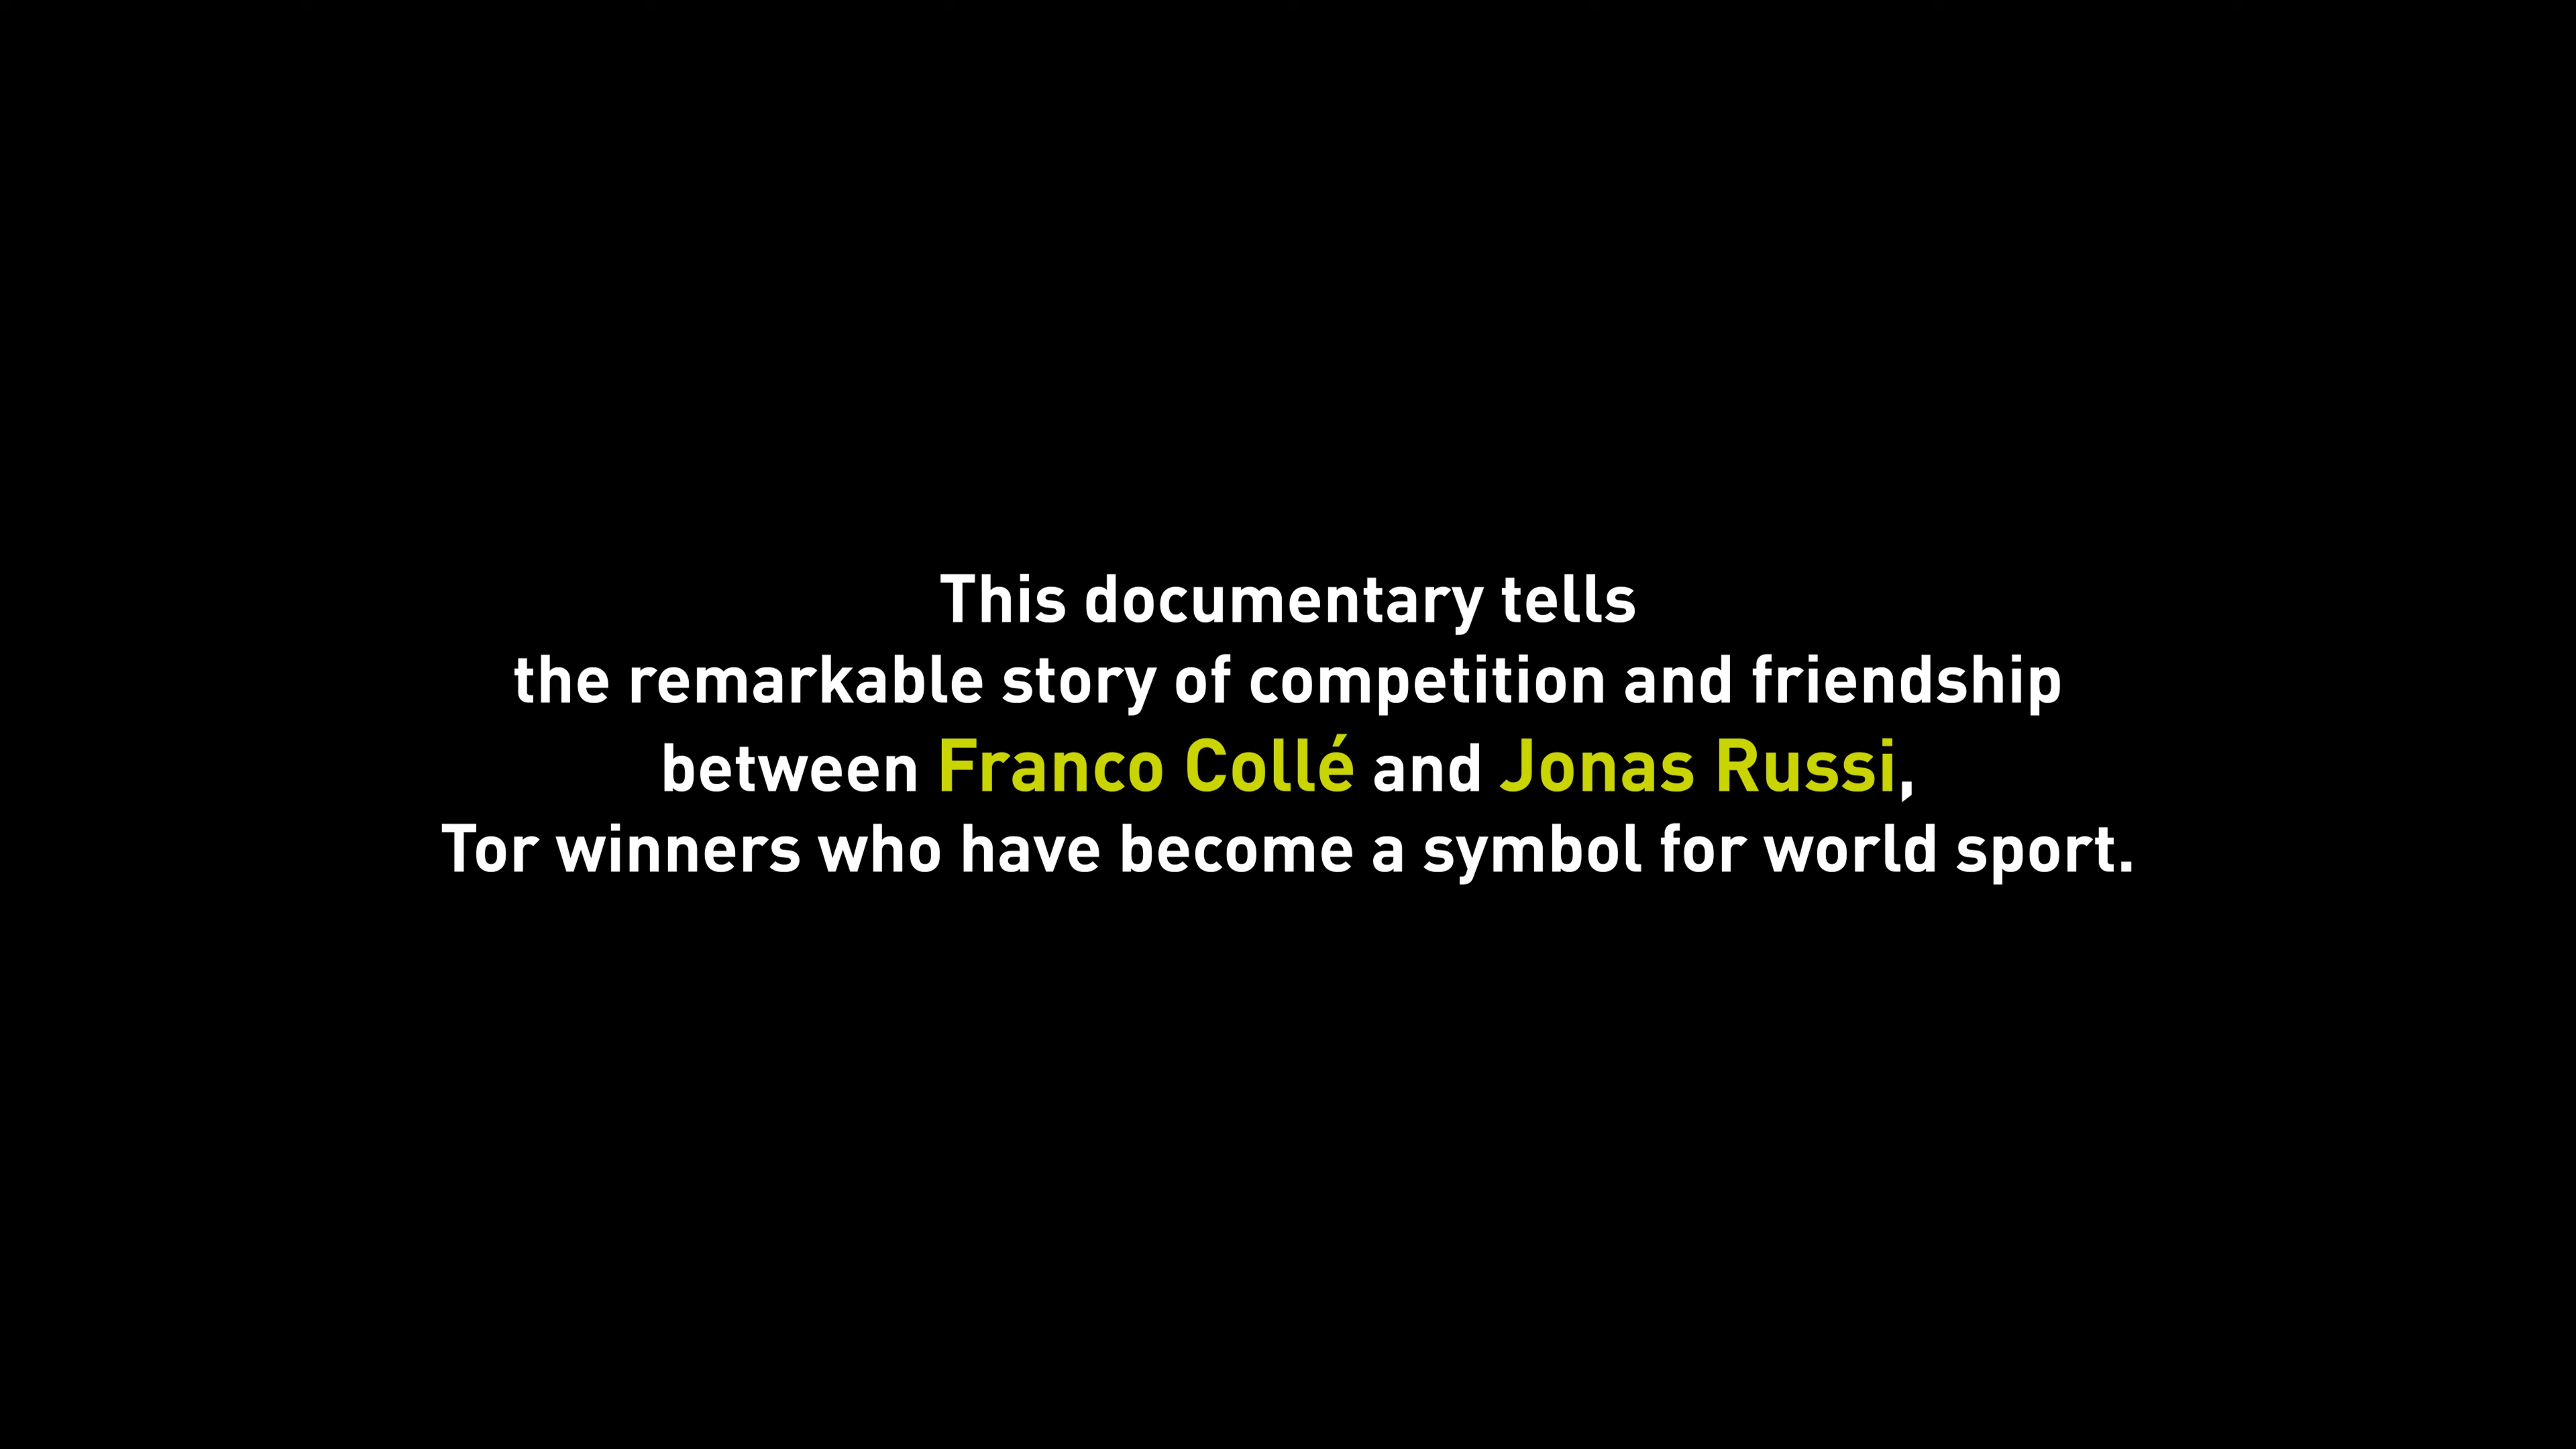 This documentary tells
the remarkable story of competition and friendship
between Franco Collé and Jonas Russi,
Tor winners who have become a symbol for world sport.